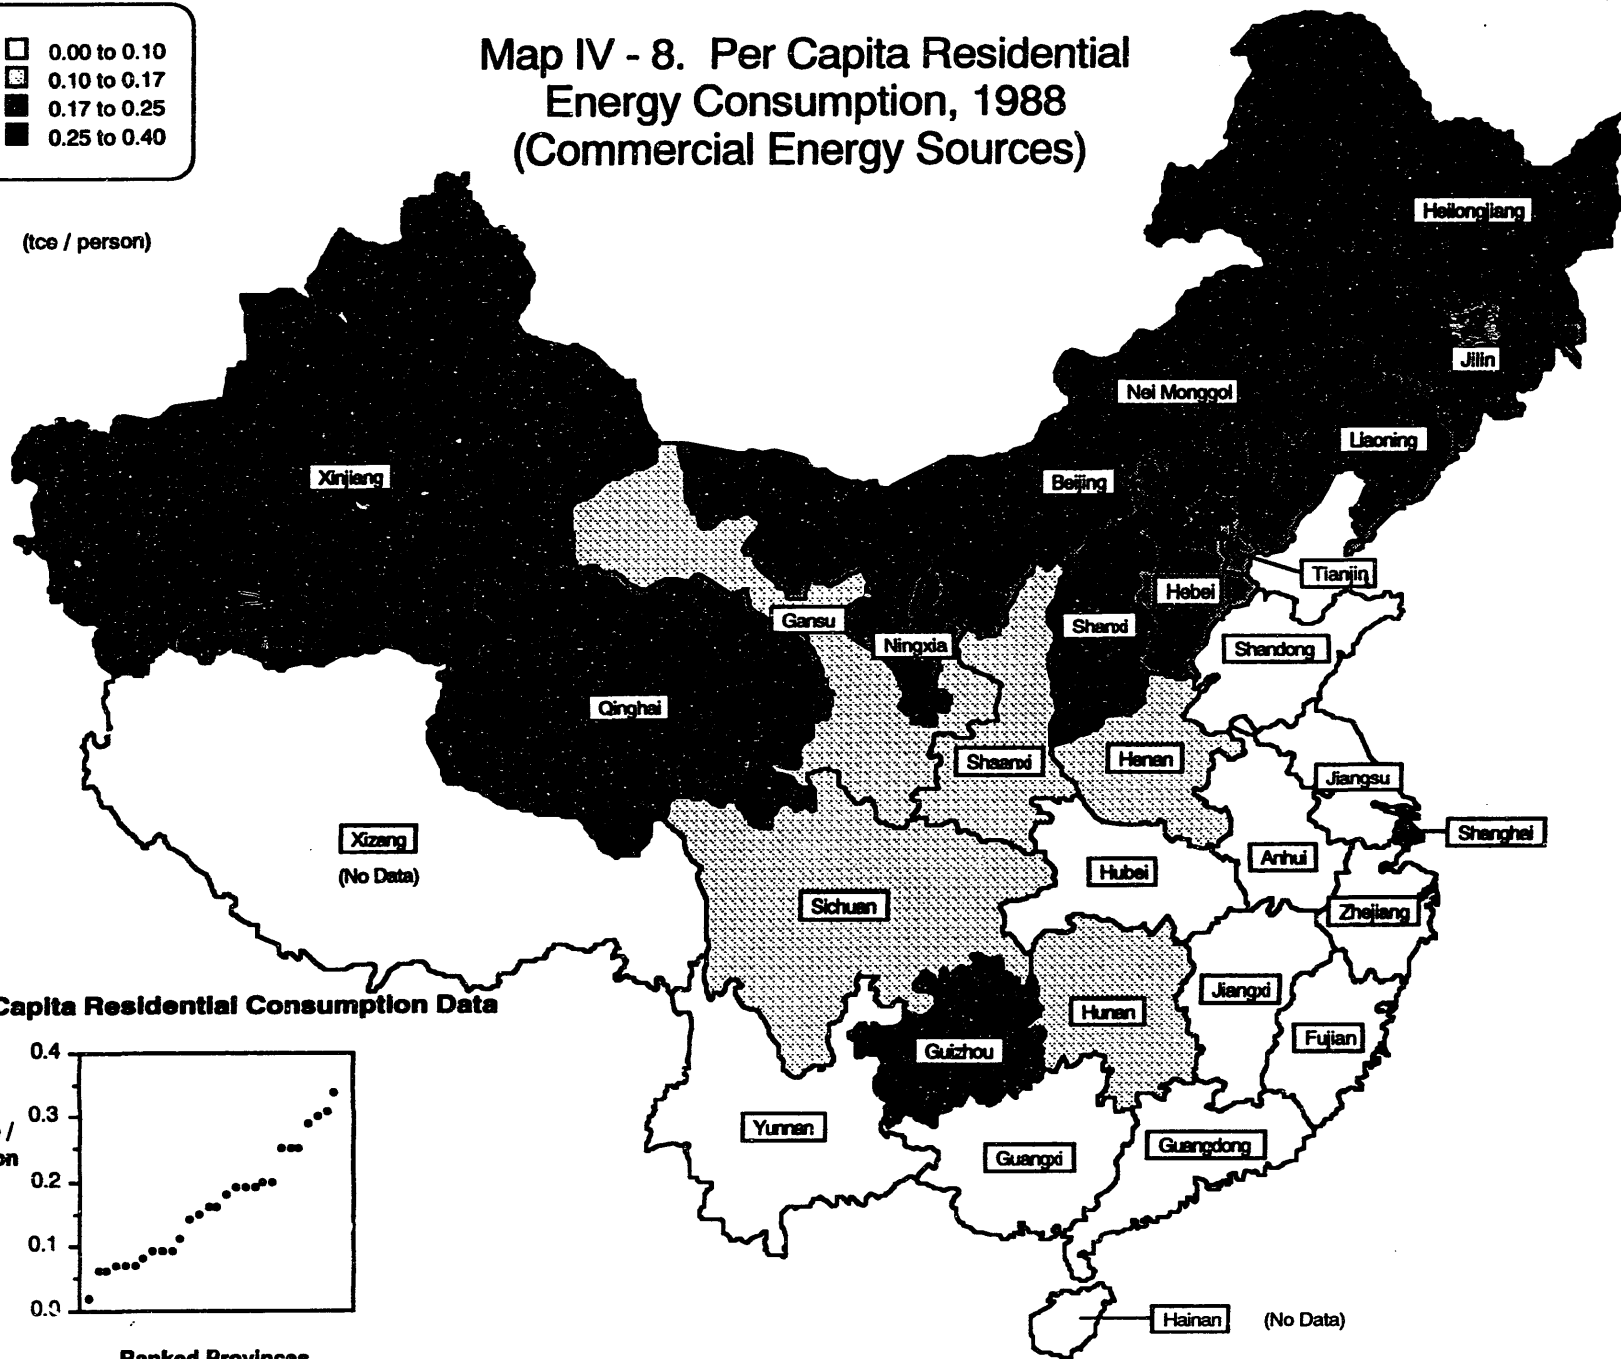 0.00 to 0.10
0.10 to 0.17
0.17 to 0.25
0.25 to 0.40
(tce / person)
Map IV - 8. Per Capita Residential
Energy Consumption, 1988
(Commercial Energy Sources)
Heilongjiang
Jilin
Nei Monggol
Liaoning
Xinjiang
Beijing
Tianjin
Hebei
Gansu
Shanxi
Ningxia
Shandong
Qinghai
Shaanxi
Henan
Jiangsu
Xizang
(No Data)
Shanghai
Anhui
Hubei
Sichuan
Zhejiang
Jiangxi
Hunan
Fujian
Guizhou
Yunnan
Guangxi
Guangdong
Hainan
(No Data)
Capita Residential Consumption Data
0.4
0.3
/
on
0.2
0.1
0.0
Ranked Provinces